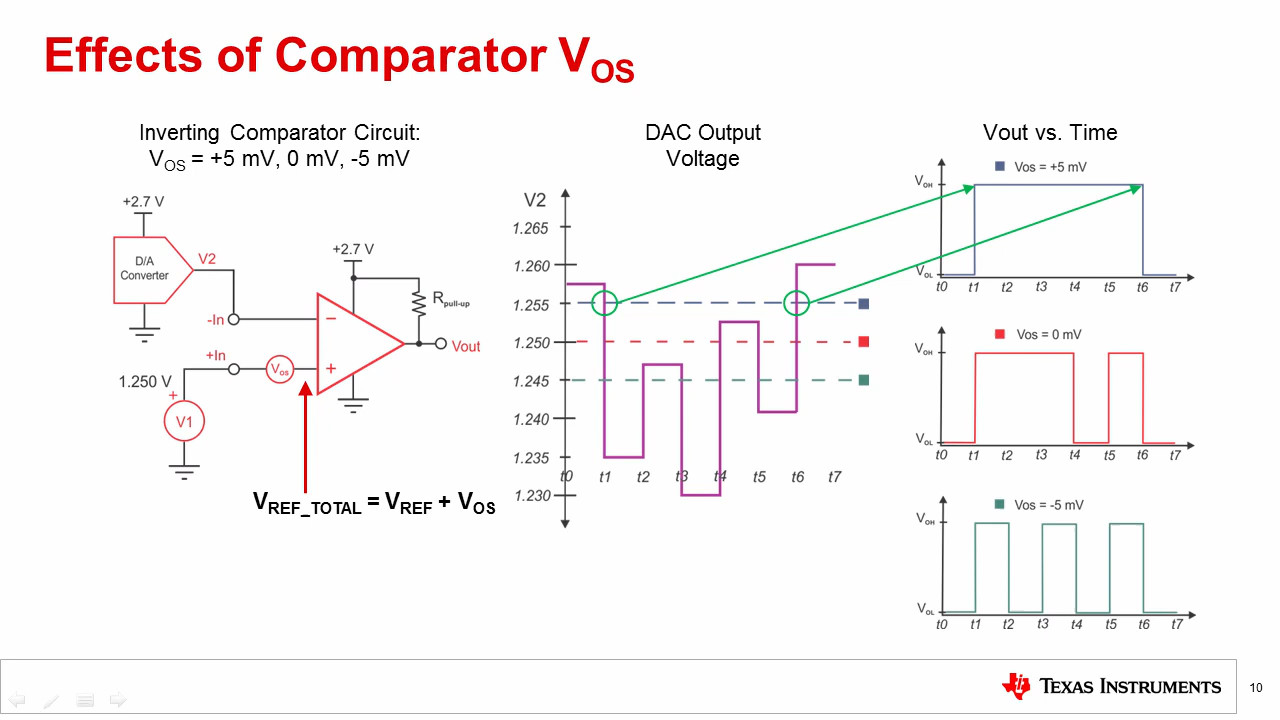 Effects of Comparator VOS
Inverting Comparator Circuit:
VOS = +5 mV, 0 mV, -5 mV
+2.7 V
D/A
Converter
V2
-In
+2.7 V
Rpull-up
Vout
+In
Vos
1.250 V
+
V1
−
+
VREF_TOTAL = VREF + VOS
DAC Output
Voltage
V2
1.265
1.260
1.255
1.250
1.245
1.240
1.235
1.230
t0 t1 t2 t3 t4 t5 t6 t7
Vout vs. Time
Vos = +5 mV
VOH
VOL
t0 t1 t2 t3 t4 t5 t6 t7
Vos = 0 mV
VOH
VOL
t0 t1 t2 t3 t4 t5 t6 t7
Vos = -5 mV
VOH
VOL
t0 t1 t2 t3 t4 t5 t6 t7
TEXAS INSTRUMENTS
10